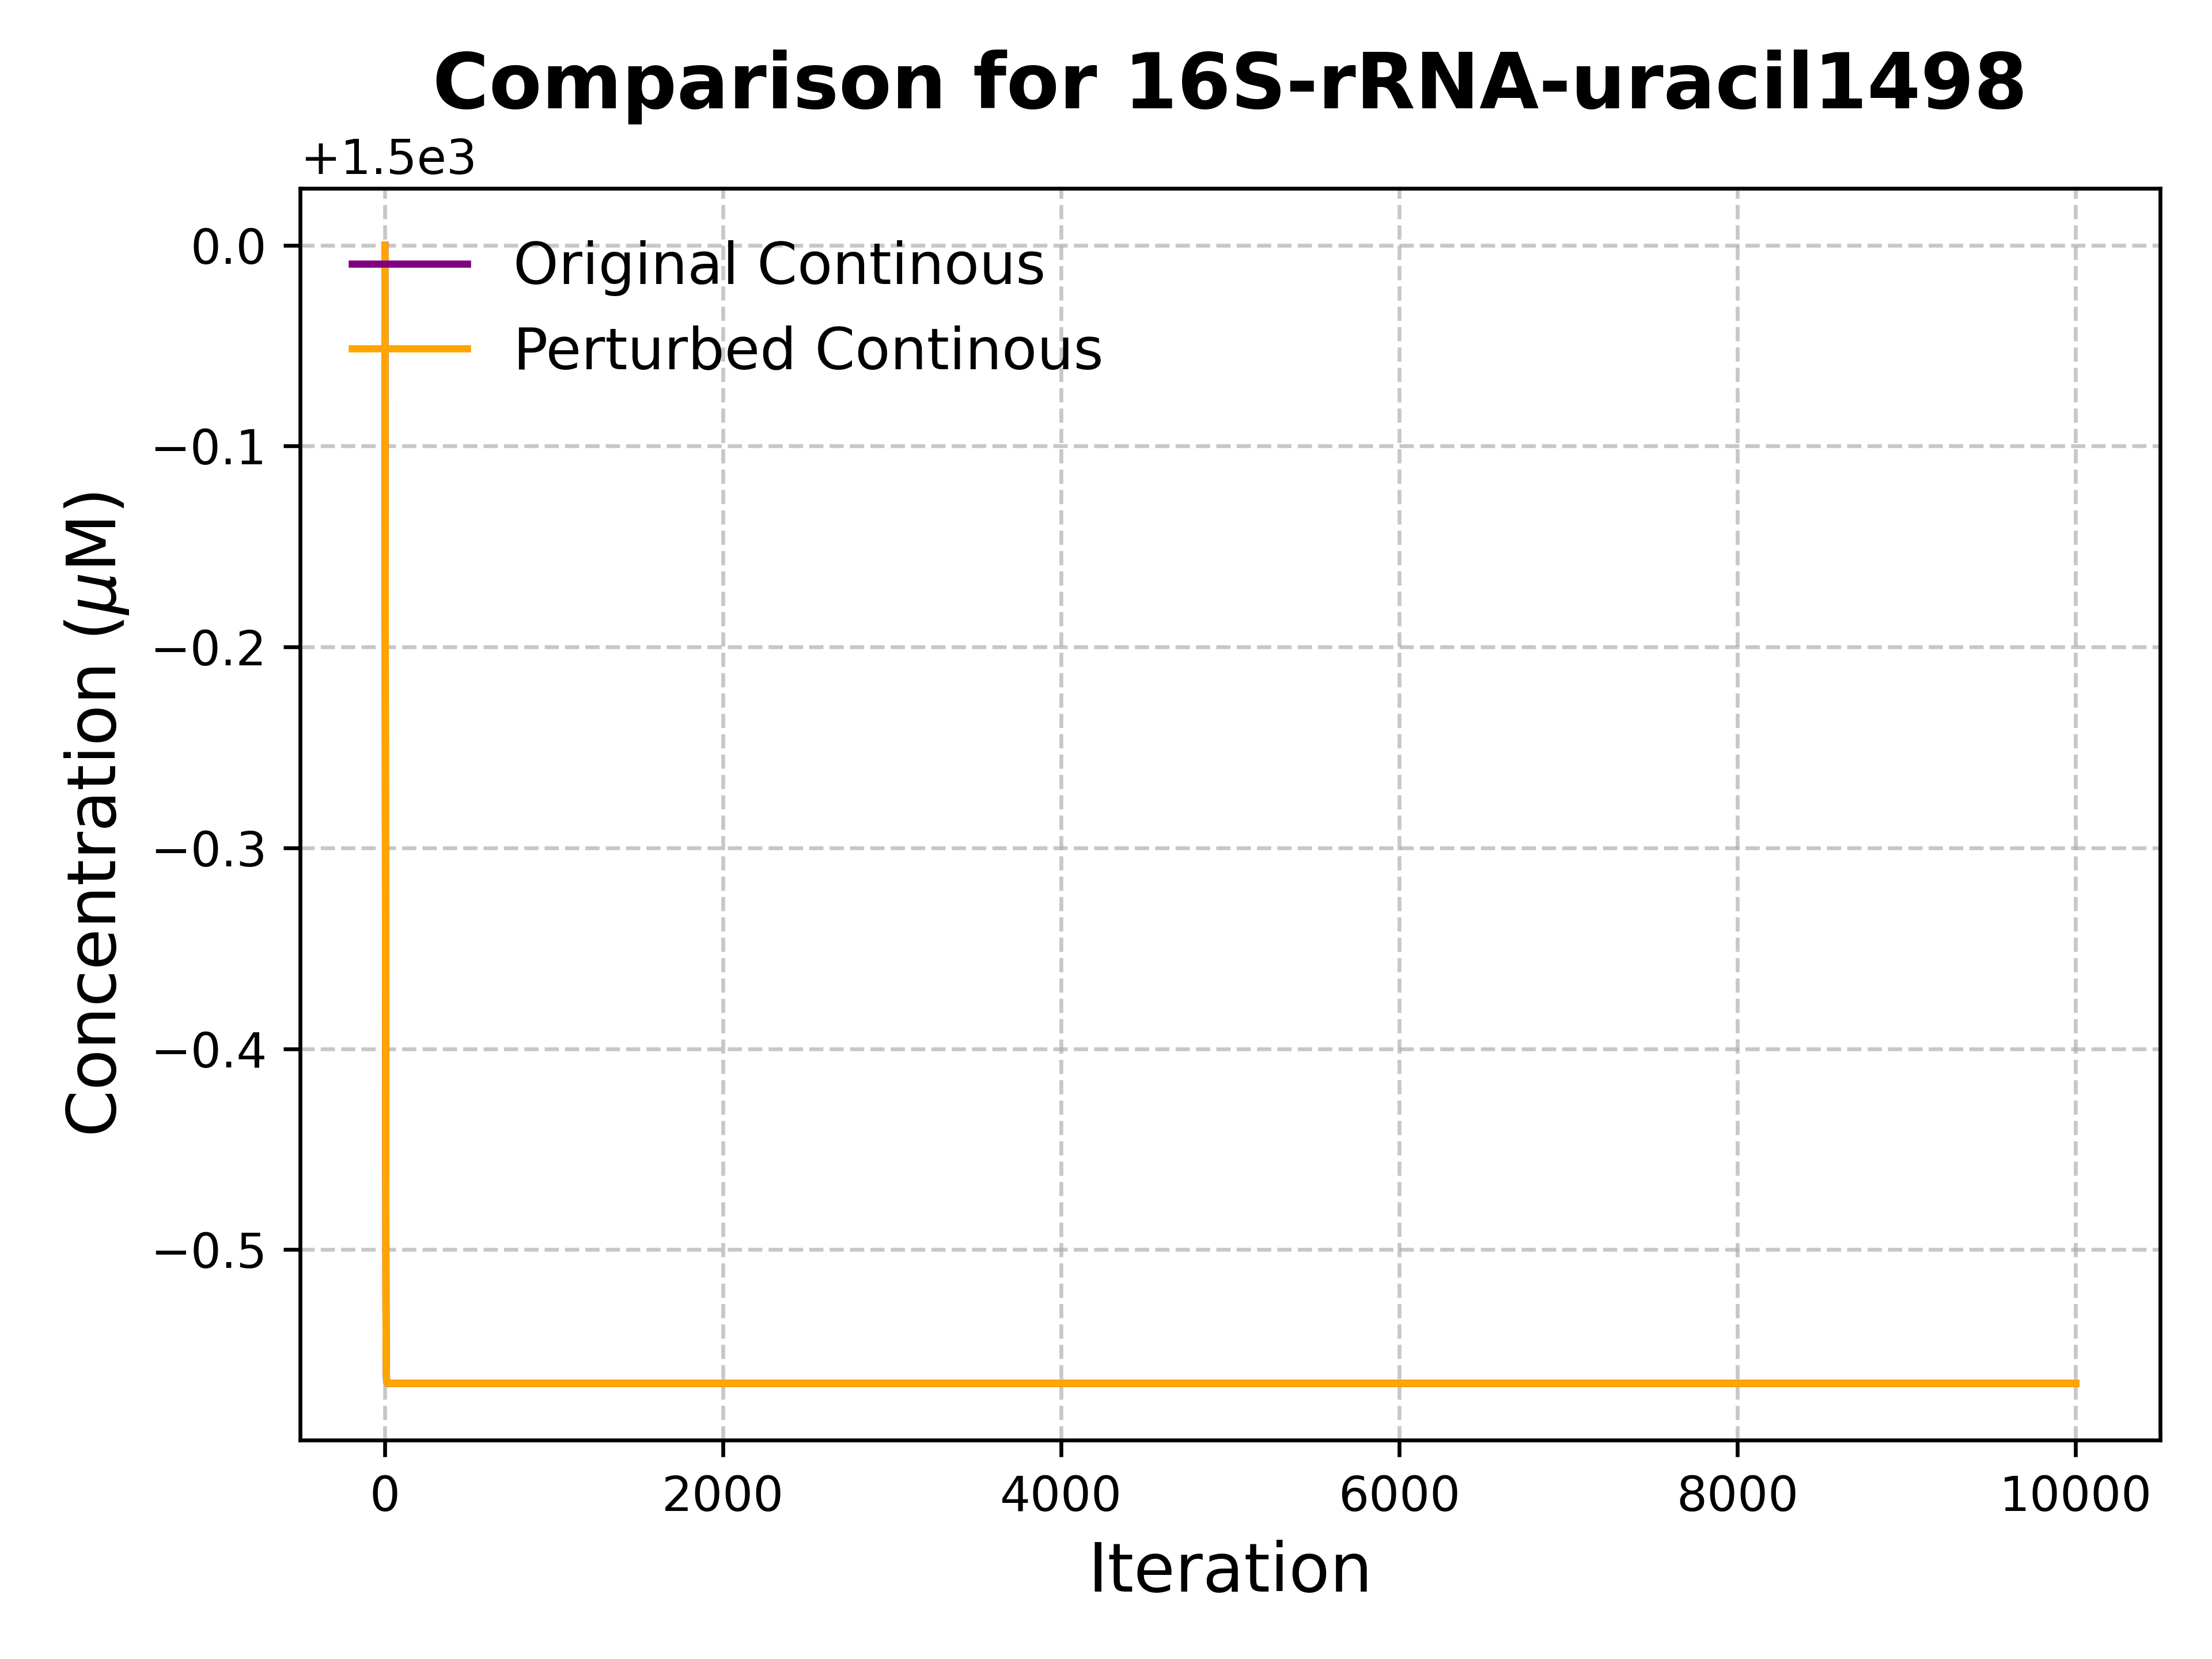 Comparison for 16S-rRNA-uracil1498
+1.5e3
0.0
−0.1
−0.2
−0.3
−0.4
−0.5
Concentration (μM)
Original Continous
Perturbed Continous
0 2000 4000 6000 8000 10000
Iteration